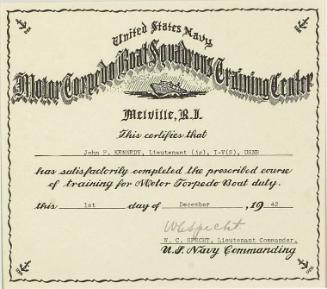 United States Navy
Motor Torpedo Boat Squadrons Training Center
Melville, R.I.
This certifies that
John F. KENNEDY, Lieutenant (jg), I-V(S), USNR
has satisfactorily completed the prescribed course
of training for Motor Torpedo Boat duty.
this 1st day of December, 1942
W C Specht
W. C. SPECHT, Lieutenant Commander,
U.S. Navy Commanding